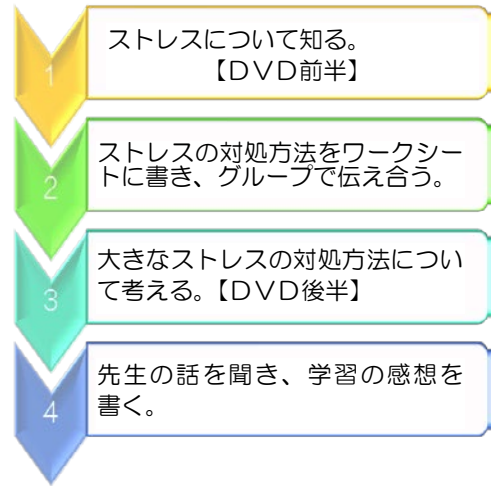 1
ストレスについて知る。
【DVD前半】
2
ストレスの対処方法をワークシー
トに書き、グループで伝え合う。
3
大きなストレスの対処方法につい
て考える。【DVD後半】
4
先生の話を聞き、学習の感想を
書く。